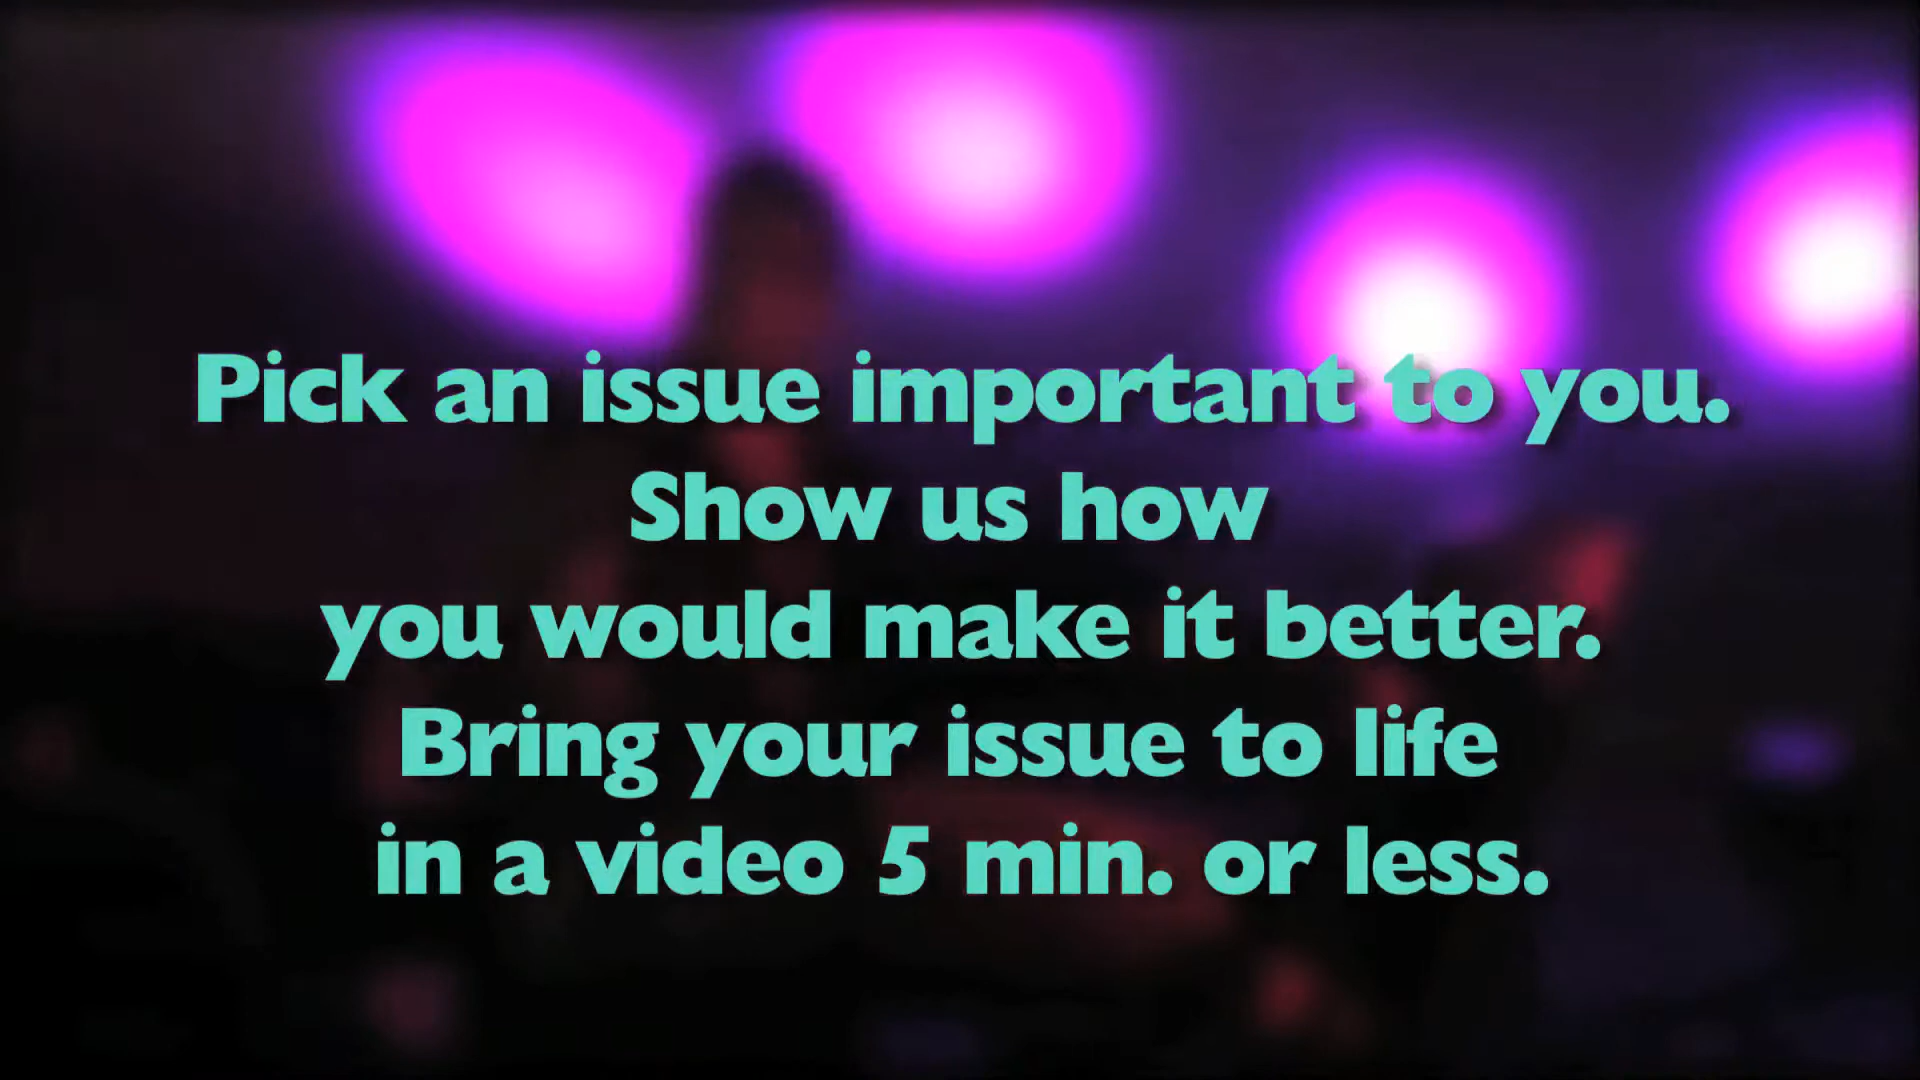 Pick an issue important to you.
Show us how
you would make it better.
Bring your issue to life
in a video 5 min. or less.